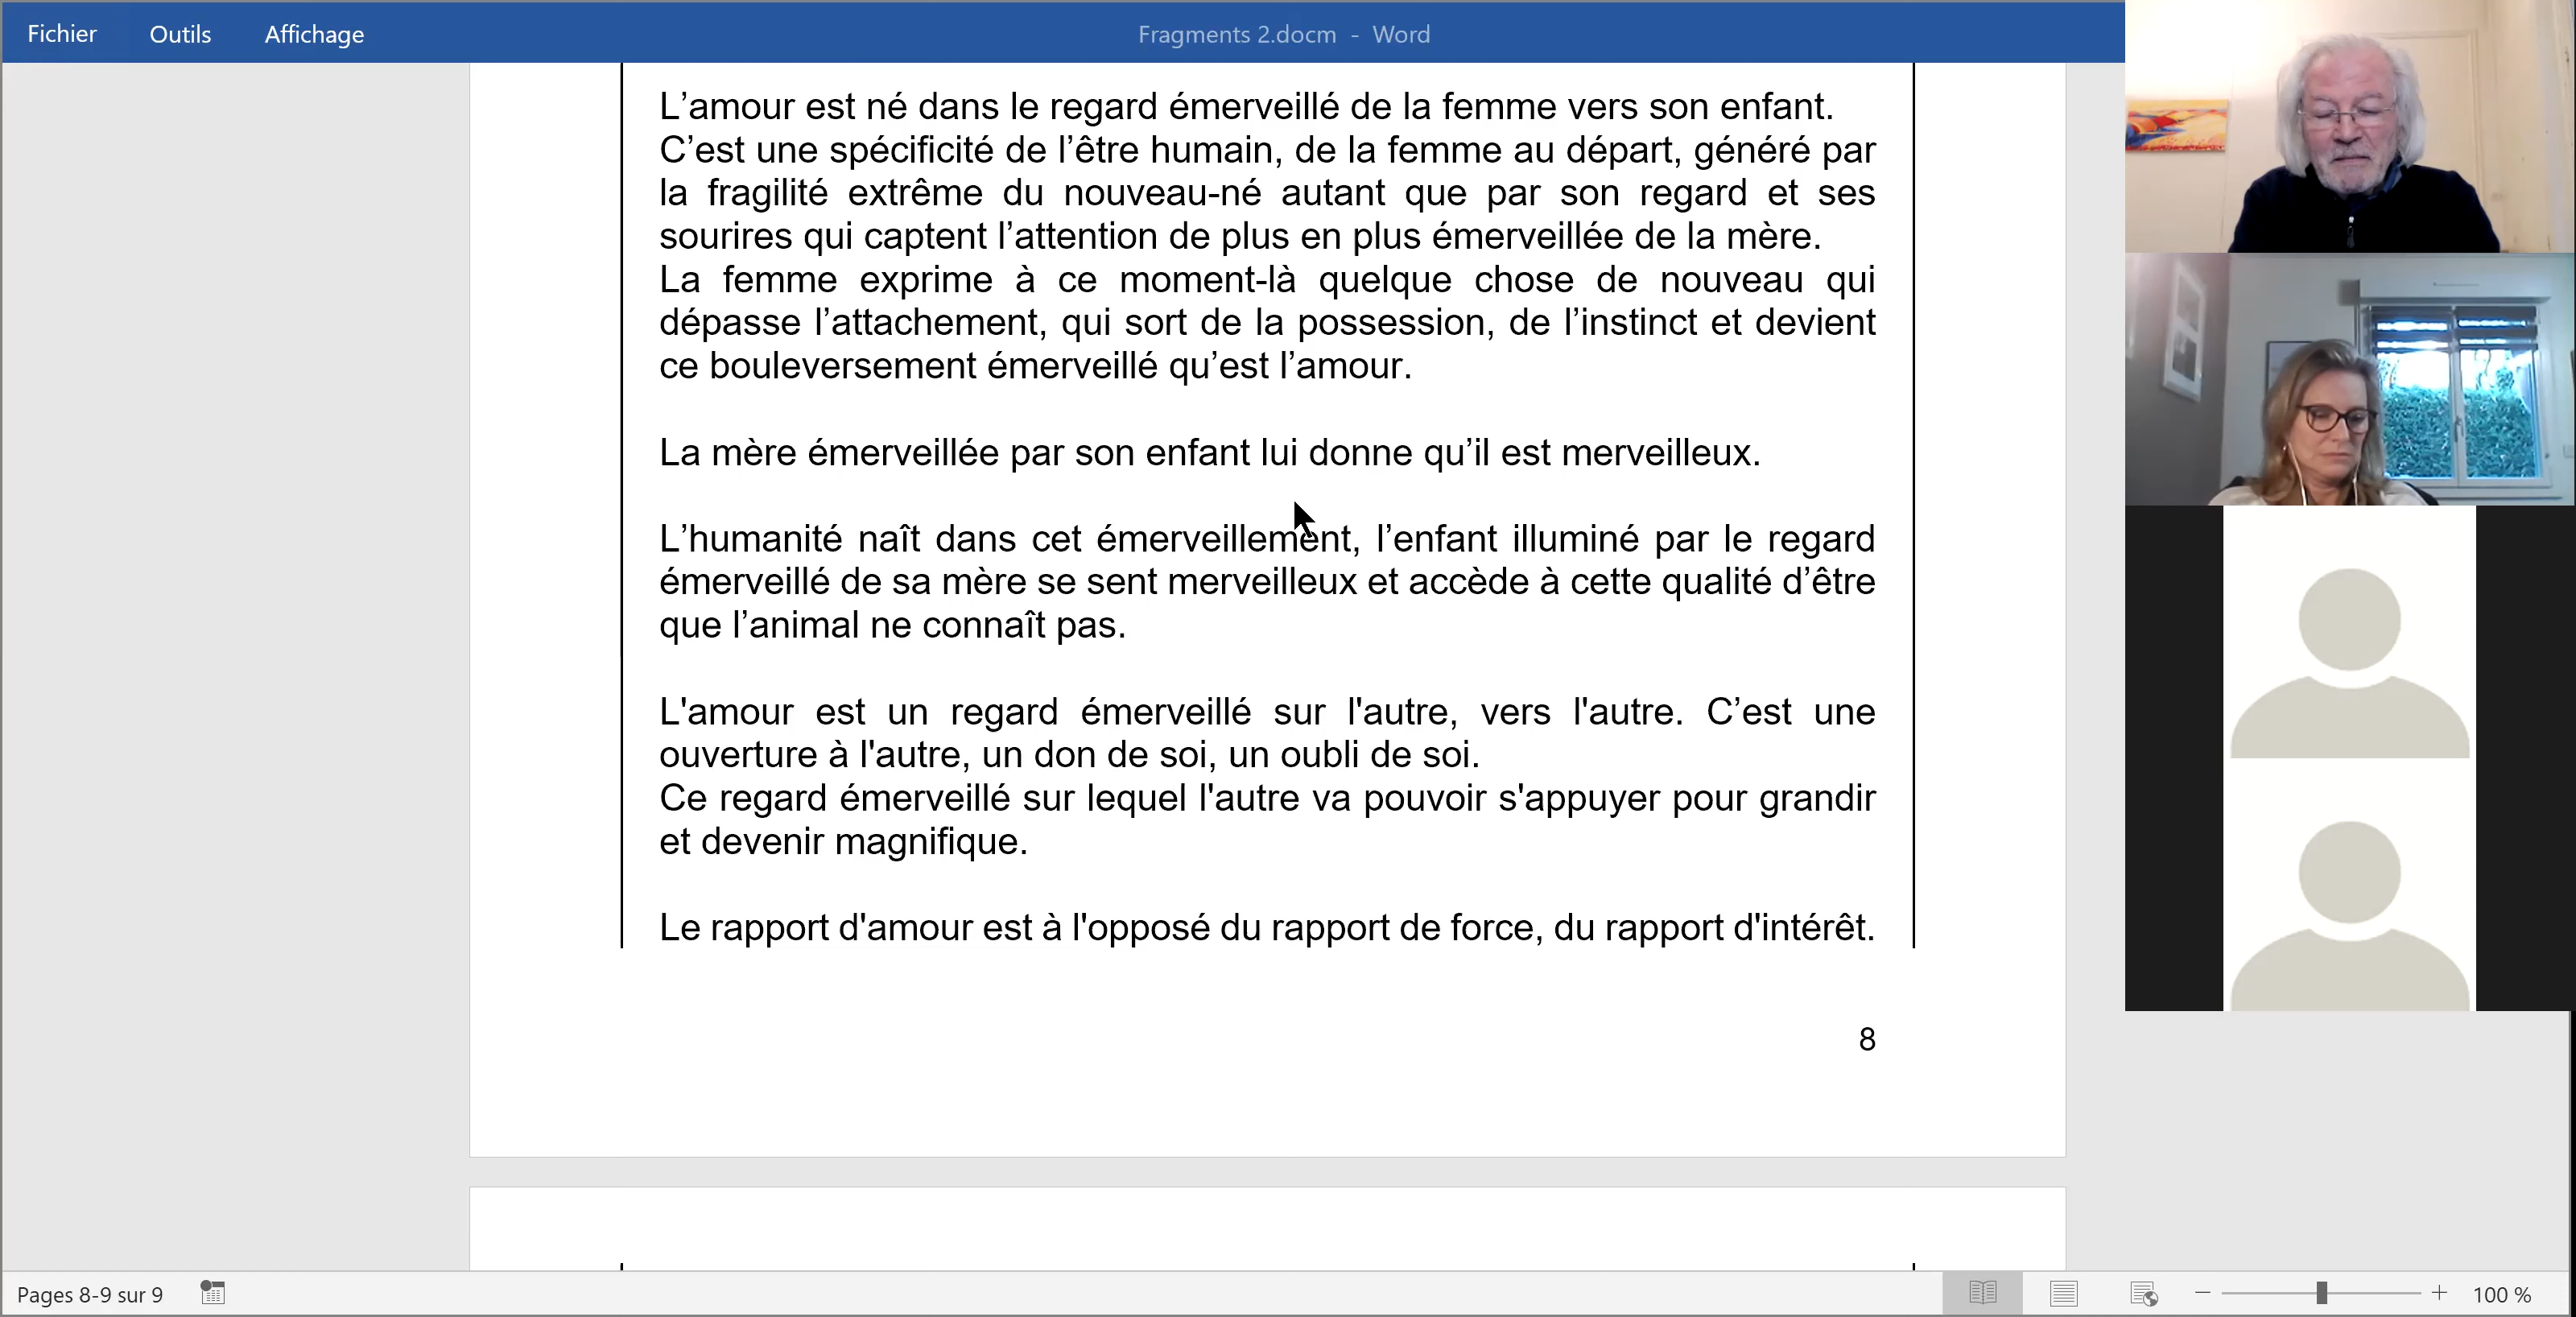 Fichier Outils Affichage Fragments 2.docm - Word
L’amour est né dans le regard émerveillé de la femme vers son enfant.
C’est une spécificité de l’être humain, de la femme au départ, généré par
la fragilité extrême du nouveau-né autant que par son regard et ses
sourires qui captent l’attention de plus en plus émerveillée de la mère.
La femme exprime à ce moment-là quelque chose de nouveau qui
dépasse l’attachement, qui sort de la possession, de l’instinct et devient
ce bouleversement émerveillé qu’est l’amour.
La mère émerveillée par son enfant lui donne qu’il est merveilleux.
L’humanité naît dans cet émerveillement, l’enfant illuminé par le regard
émerveillé de sa mère se sent merveilleux et accède à cette qualité d’être
que l’animal ne connaît pas.
L'amour est un regard émerveillé sur l'autre, vers l'autre. C’est une
ouverture à l'autre, un don de soi, un oubli de soi.
Ce regard émerveillé sur lequel l'autre va pouvoir s'appuyer pour grandir
et devenir magnifique.
Le rapport d'amour est à l'opposé du rapport de force, du rapport d'intérêt.
8
Pages 8-9 sur 9 100 %